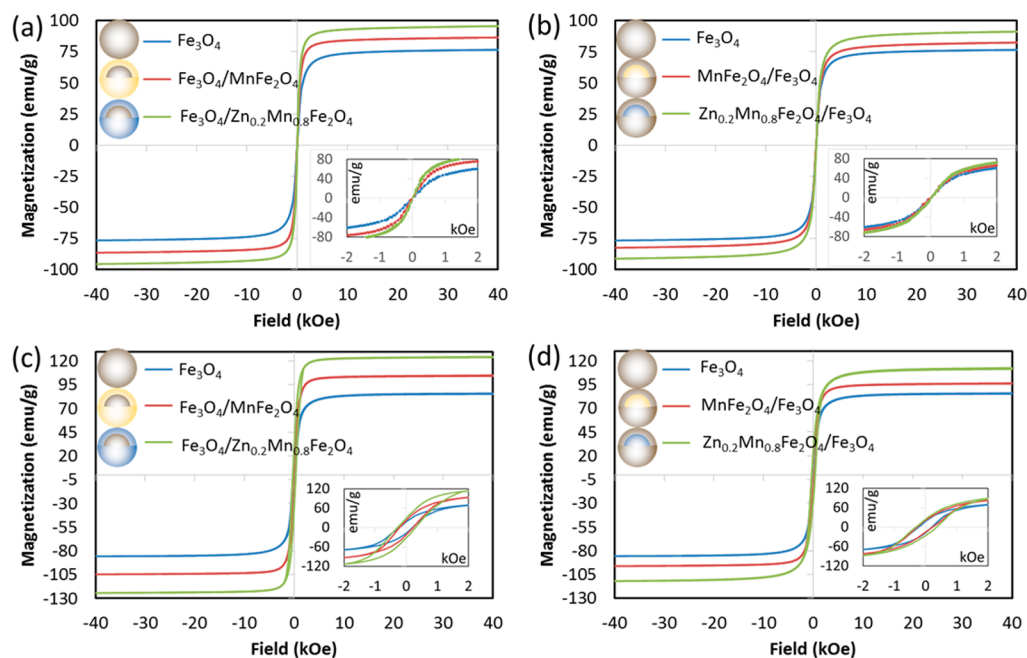 (a)
Fe₃O₄
Fe₃O₄/MnFe₂O₄
Fe₃O₄/Zn₀.₂Mn₀.₈Fe₂O₄
Magnetization (emu/g)
100
75
50
25
0
-25
-50
-75
-100
-40 -30 -20 -10 0 10 20 30 40
Field (kOe)
emu/g
80
40
0
-40
-80
kOe
-2 -1 0 1 2
(b)
Fe₃O₄
MnFe₂O₄/Fe₃O₄
Zn₀.₂Mn₀.₈Fe₂O₄/Fe₃O₄
Magnetization (emu/g)
100
75
50
25
0
-25
-50
-75
-100
-40 -30 -20 -10 0 10 20 30 40
Field (kOe)
emu/g
80
40
0
-40
-80
kOe
-2 -1 0 1 2
(c)
Fe₃O₄
Fe₃O₄/MnFe₂O₄
Fe₃O₄/Zn₀.₂Mn₀.₈Fe₂O₄
Magnetization (emu/g)
120
95
70
45
20
-5
-30
-55
-80
-105
-130
-40 -30 -20 -10 0 10 20 30 40
Field (kOe)
emu/g
120
60
0
-60
-120
kOe
-2 -1 0 1 2
(d)
Fe₃O₄
MnFe₂O₄/Fe₃O₄
Zn₀.₂Mn₀.₈Fe₂O₄/Fe₃O₄
Magnetization (emu/g)
120
95
70
45
20
-5
-30
-55
-80
-105
-130
-40 -30 -20 -10 0 10 20 30 40
Field (kOe)
emu/g
120
60
0
-60
-120
kOe
-2 -1 0 1 2